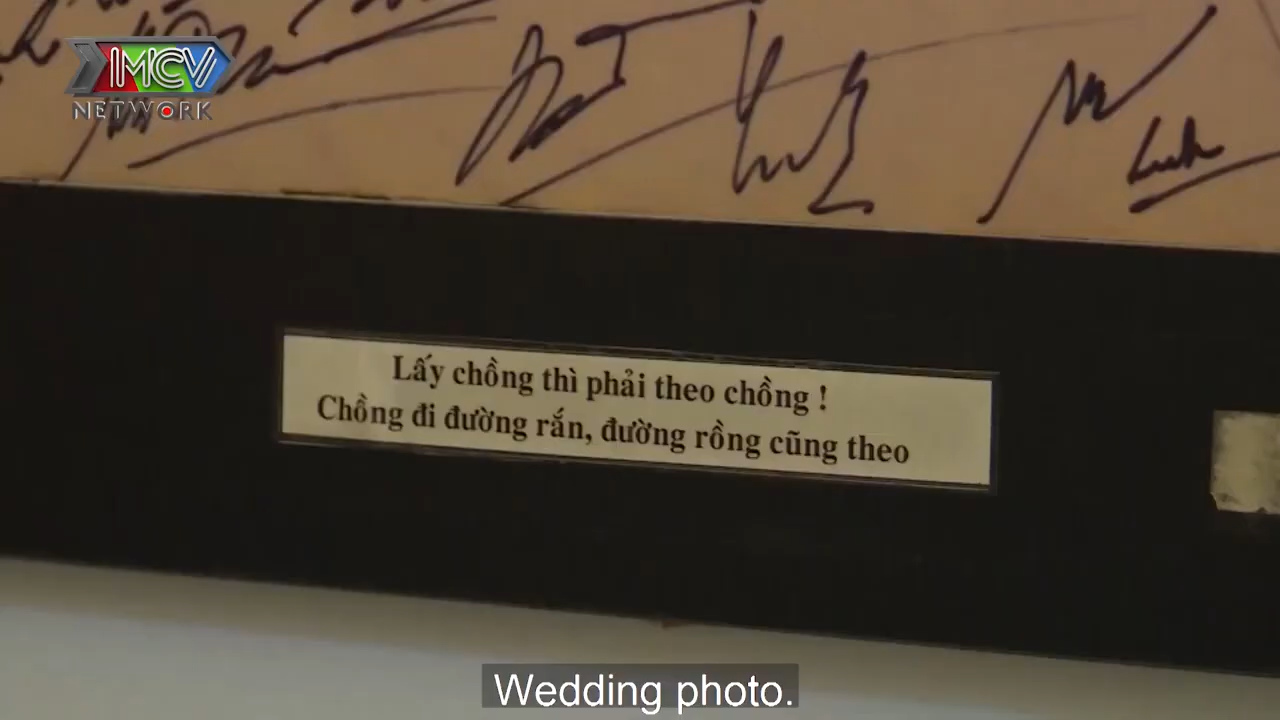 MCV
NETWORK
Lấy chồng thì phải theo chồng !
Chồng đi đường rắn, đường rồng cũng theo
Wedding photo.